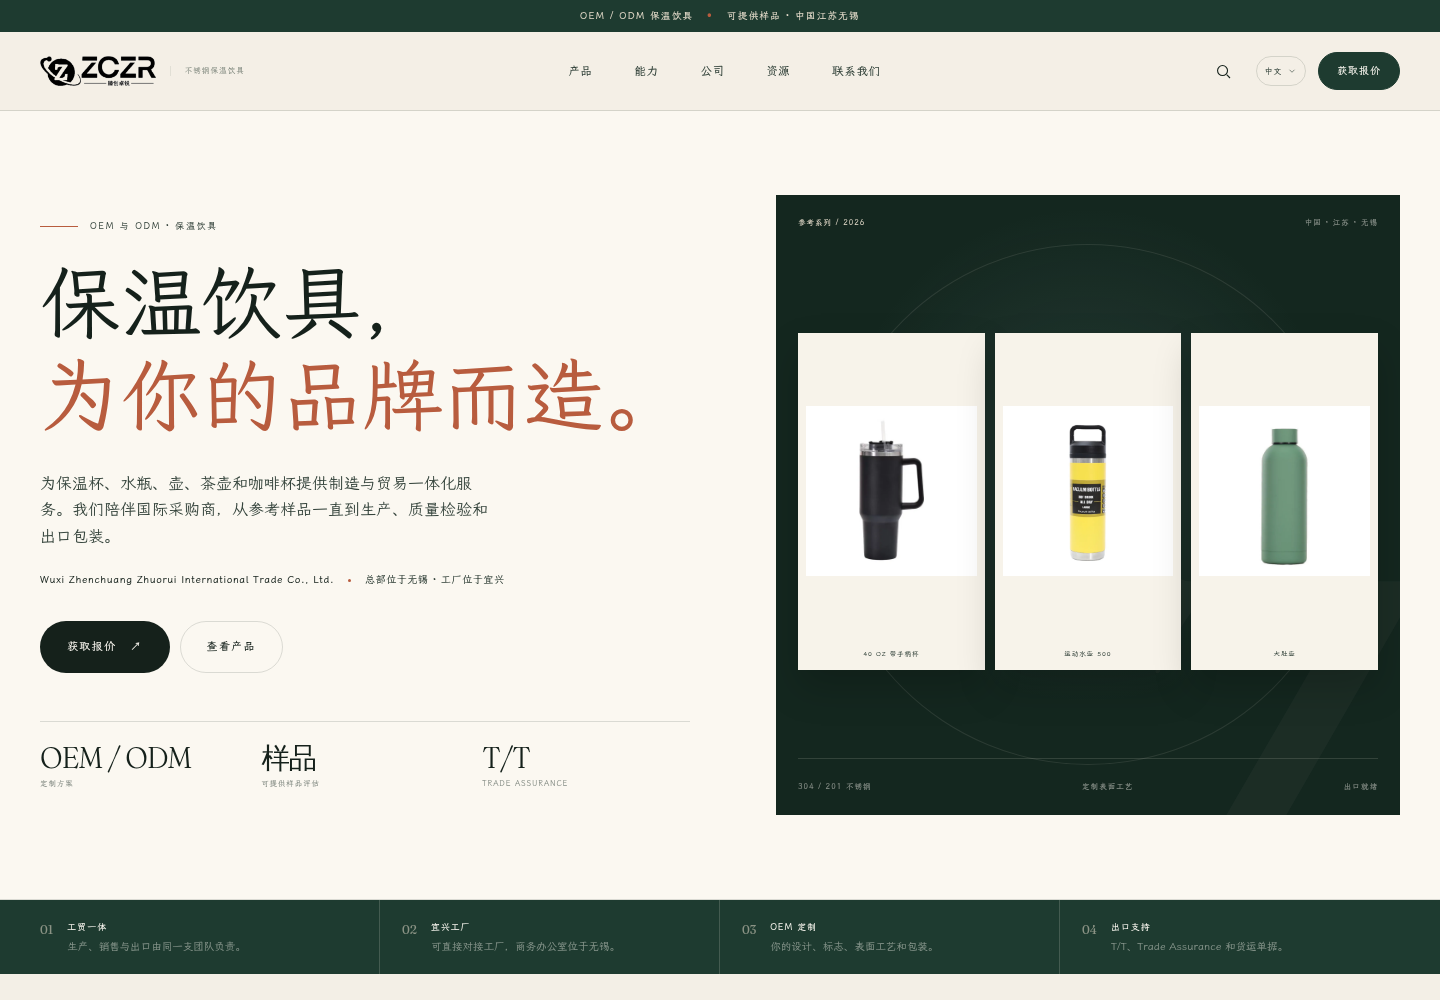 OEM / ODM 保温饮具 • 可提供样品 • 中国江苏无锡
ZCZR
臻创卓锐
不锈钢保温饮具
产品
能力
公司
资源
联系我们
中文
获取报价
OEM 与 ODM • 保温饮具
保温饮具，
为你的品牌而造。
为保温杯、水瓶、壶、茶壶和咖啡杯提供制造与贸易一体化服
务。我们陪伴国际采购商，从参考样品一直到生产、质量检验和
出口包装。
Wuxi Zhenchuang Zhuorui International Trade Co., Ltd. • 总部位于无锡 • 工厂位于宜兴
获取报价 ↗
查看产品
OEM / ODM
定制方案
样品
可提供样品评估
T/T
TRADE ASSURANCE
参考系列 / 2026
中国 • 江苏 • 无锡
VACUUM BOTTLE
40 OZ 带手柄杯
运动水壶 500
大肚壶
304 / 201 不锈钢
定制表面工艺
出口就绪
01 工贸一体
生产、销售与出口由同一支团队负责。
02 宜兴工厂
可直接对接工厂，商务办公室位于无锡。
03 OEM 定制
你的设计、标志、表面工艺和包装。
04 出口支持
T/T、Trade Assurance 和货运单据。